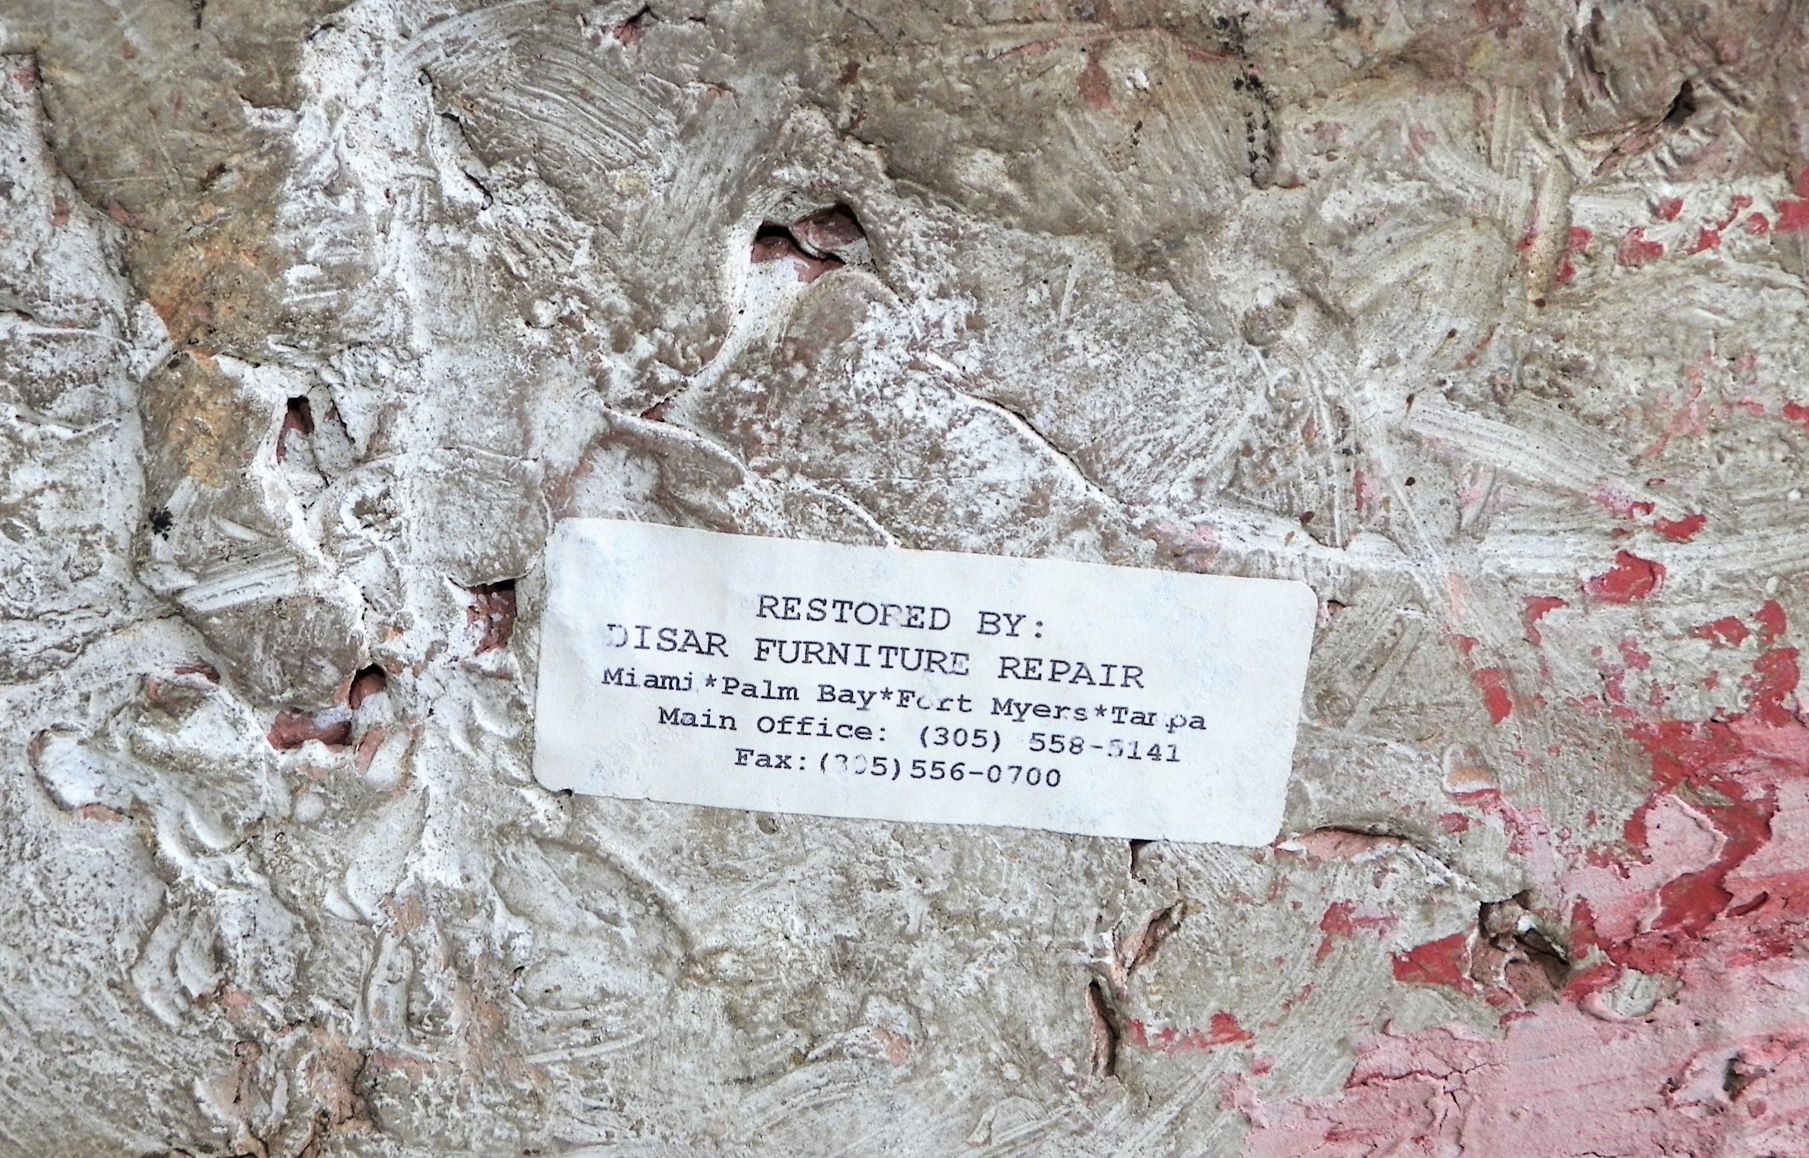 RESTORED BY:
DISAR FURNITURE REPAIR
Miami*Palm Bay*Fort Myers*Tampa
Main Office: (305) 558-5141
Fax:(305)556-0700